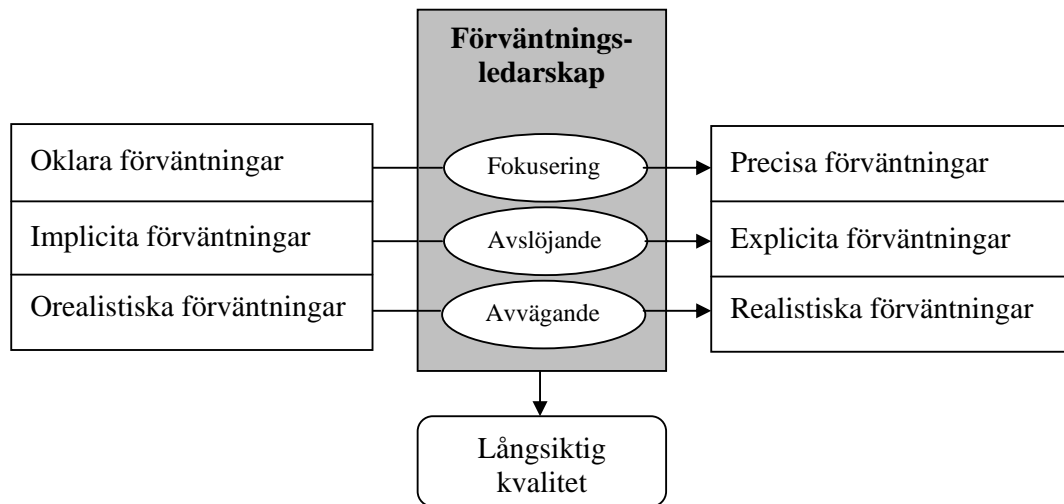 Förväntnings-
ledarskap
Oklara förväntningar
Fokusering
Precisa förväntningar
Implicita förväntningar
Avslöjande
Explicita förväntningar
Orealistiska förväntningar
Avvägande
Realistiska förväntningar
Långsiktig
kvalitet